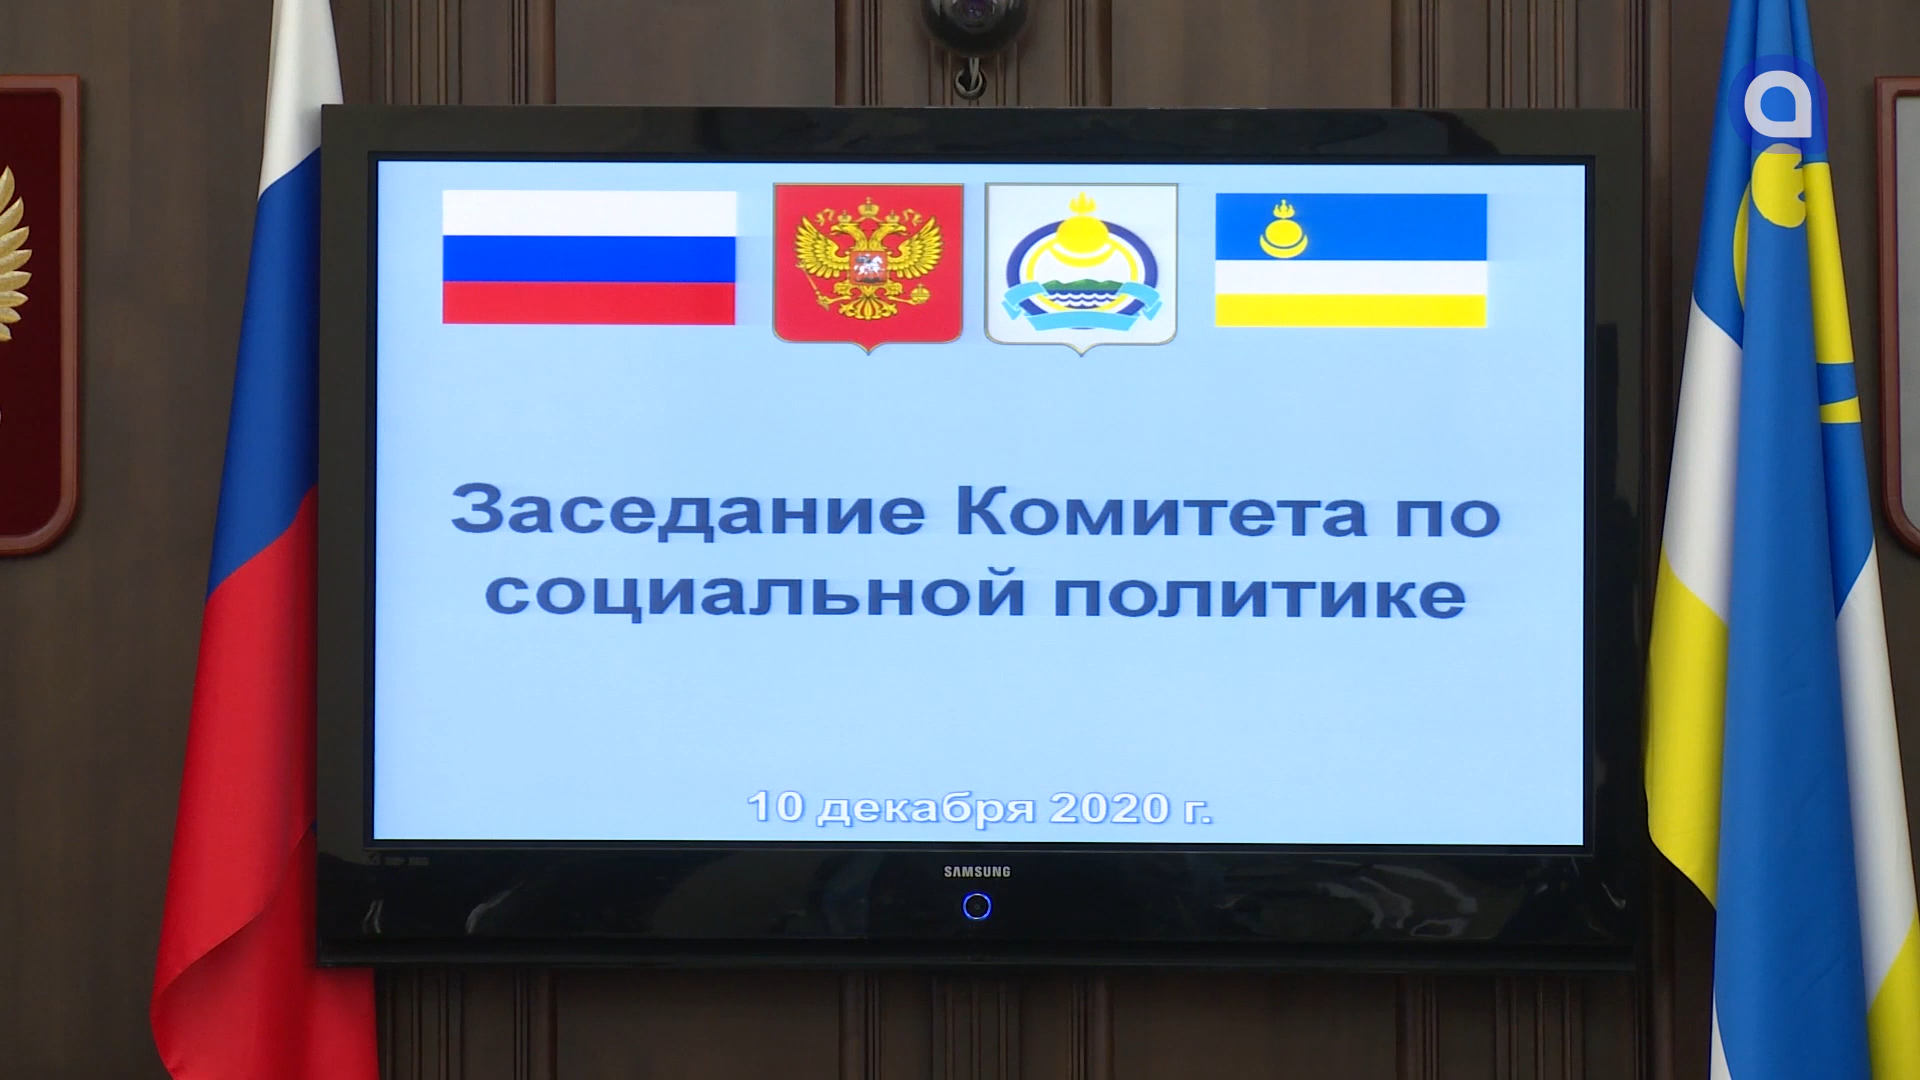 Заседание Комитета по
социальной политике
10 декабря 2020 г.
SAMSUNG